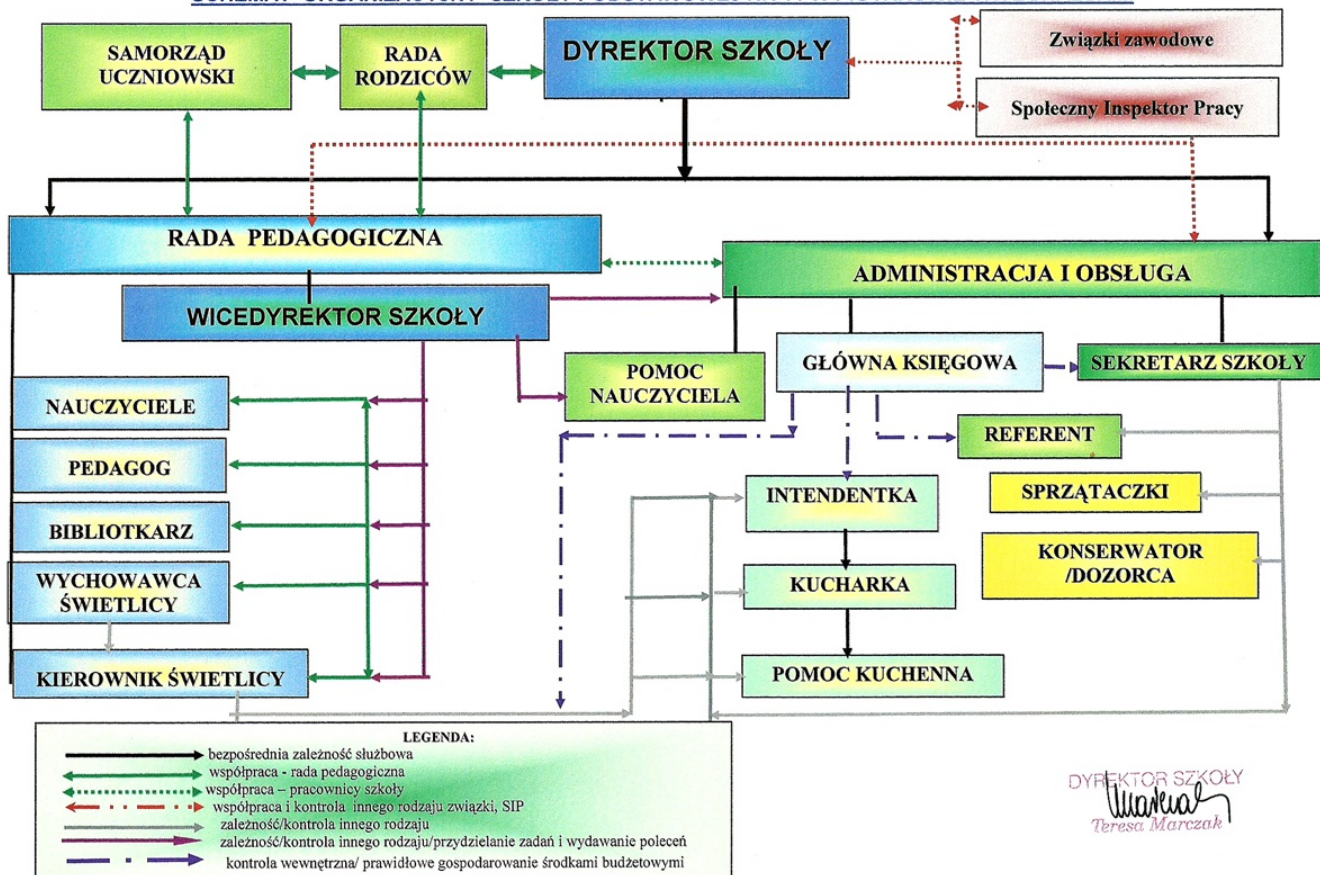 SAMORZĄD
UCZNIOWSKI
RADA
RODZICÓW
DYREKTOR SZKOŁY
Związki zawodowe
Społeczny Inspektor Pracy
RADA PEDAGOGICZNA
ADMINISTRACJA I OBSŁUGA
WICEDYREKTOR SZKOŁY
POMOC
NAUCZYCIELA
GŁÓWNA KSIĘGOWA
SEKRETARZ SZKOŁY
NAUCZYCIELE
REFERENT
PEDAGOG
INTENDENTKA
SPRZĄTACZKI
BIBLIOTKARZ
KONSERWATOR
/DOZORCA
WYCHOWAWCA
ŚWIETLICY
KUCHARKA
KIEROWNIK ŚWIETLICY
POMOC KUCHENNA
LEGENDA:
bezpośrednia zależność służbowa
współpraca - rada pedagogiczna
współpraca – pracownicy szkoły
współpraca i kontrola innego rodzaju związki, SIP
zależność/kontrola innego rodzaju
zależność/kontrola innego rodzaju/przydzielanie zadań i wydawanie poleceń
kontrola wewnętrzna/ prawidłowe gospodarowanie środkami budżetowymi
DYREKTOR SZKOŁY
Teresa Marczak